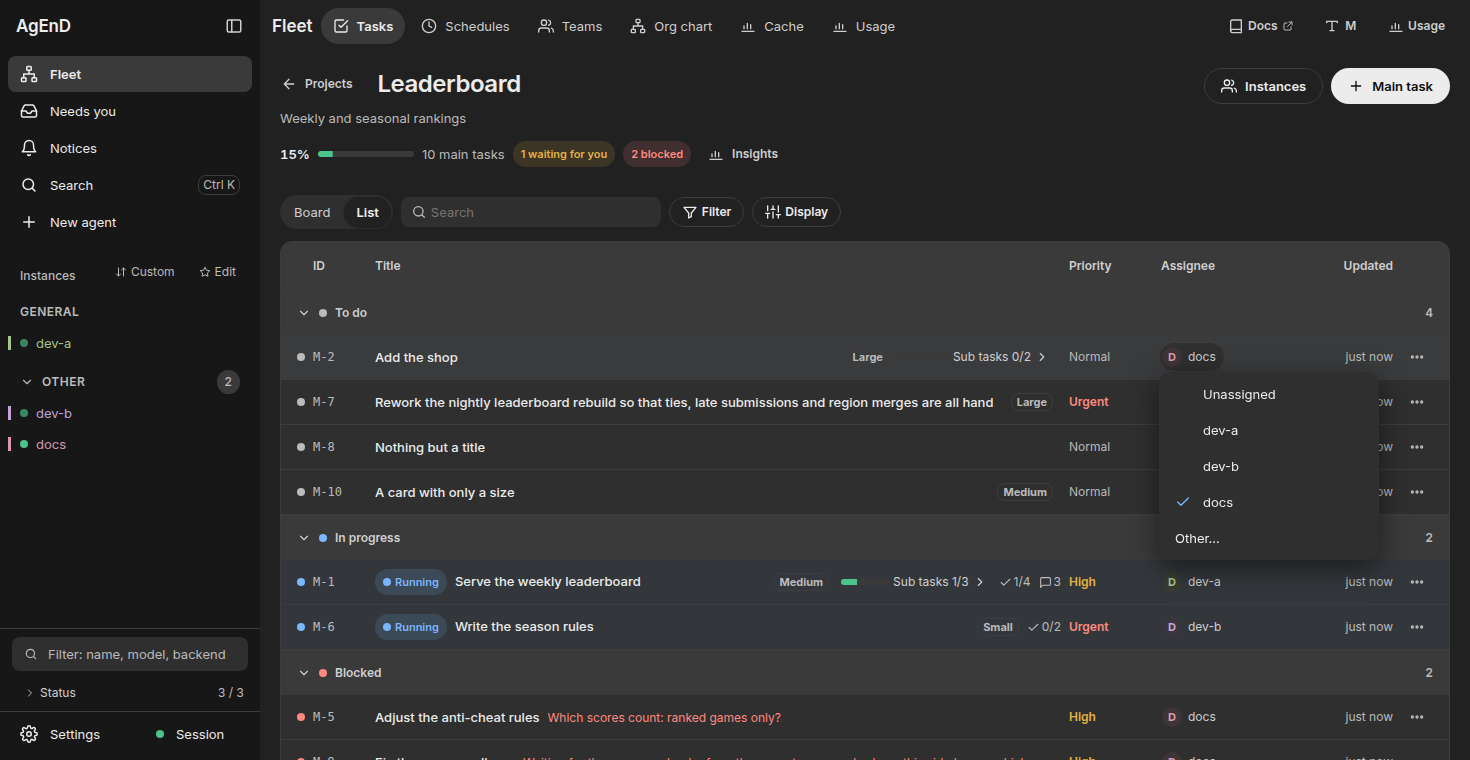 AgEnD
Fleet
Needs you
Notices
Search Ctrl K
New agent
Instances Custom Edit
GENERAL
dev-a
OTHER 2
dev-b
docs
Filter: name, model, backend
Status 3 / 3
Settings Session
Fleet Tasks Schedules Teams Org chart Cache Usage Docs M Usage
Projects Leaderboard Instances Main task
Weekly and seasonal rankings
15% 10 main tasks 1 waiting for you 2 blocked Insights
Board List Search Filter Display
ID Title Priority Assignee Updated
To do 4
M-2 Add the shop Large Sub tasks 0/2 Normal D docs just now
M-7 Rework the nightly leaderboard rebuild so that ties, late submissions and region merges are all hand Large Urgent
M-8 Nothing but a title Normal
M-10 A card with only a size Medium Normal
Unassigned
dev-a
dev-b
docs
Other...
In progress 2
M-1 Running Serve the weekly leaderboard Medium Sub tasks 1/3 1/4 3 High D dev-a just now
M-6 Running Write the season rules Small 0/2 Urgent D dev-b just now
Blocked 2
M-5 Adjust the anti-cheat rules Which scores count: ranked games only? High D docs just now